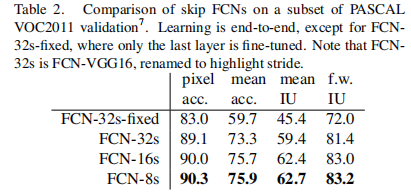 Table 2. Comparison of skip FCNs on a subset of PASCAL
VOC2011 validation7. Learning is end-to-end, except for FCN-
32s-fixed, where only the last layer is fine-tuned. Note that FCN-
32s is FCN-VGG16, renamed to highlight stride.
pixel mean mean f.w.
acc. acc. IU IU
FCN-32s-fixed 83.0 59.7 45.4 72.0
FCN-32s 89.1 73.3 59.4 81.4
FCN-16s 90.0 75.7 62.4 83.0
FCN-8s 90.3 75.9 62.7 83.2